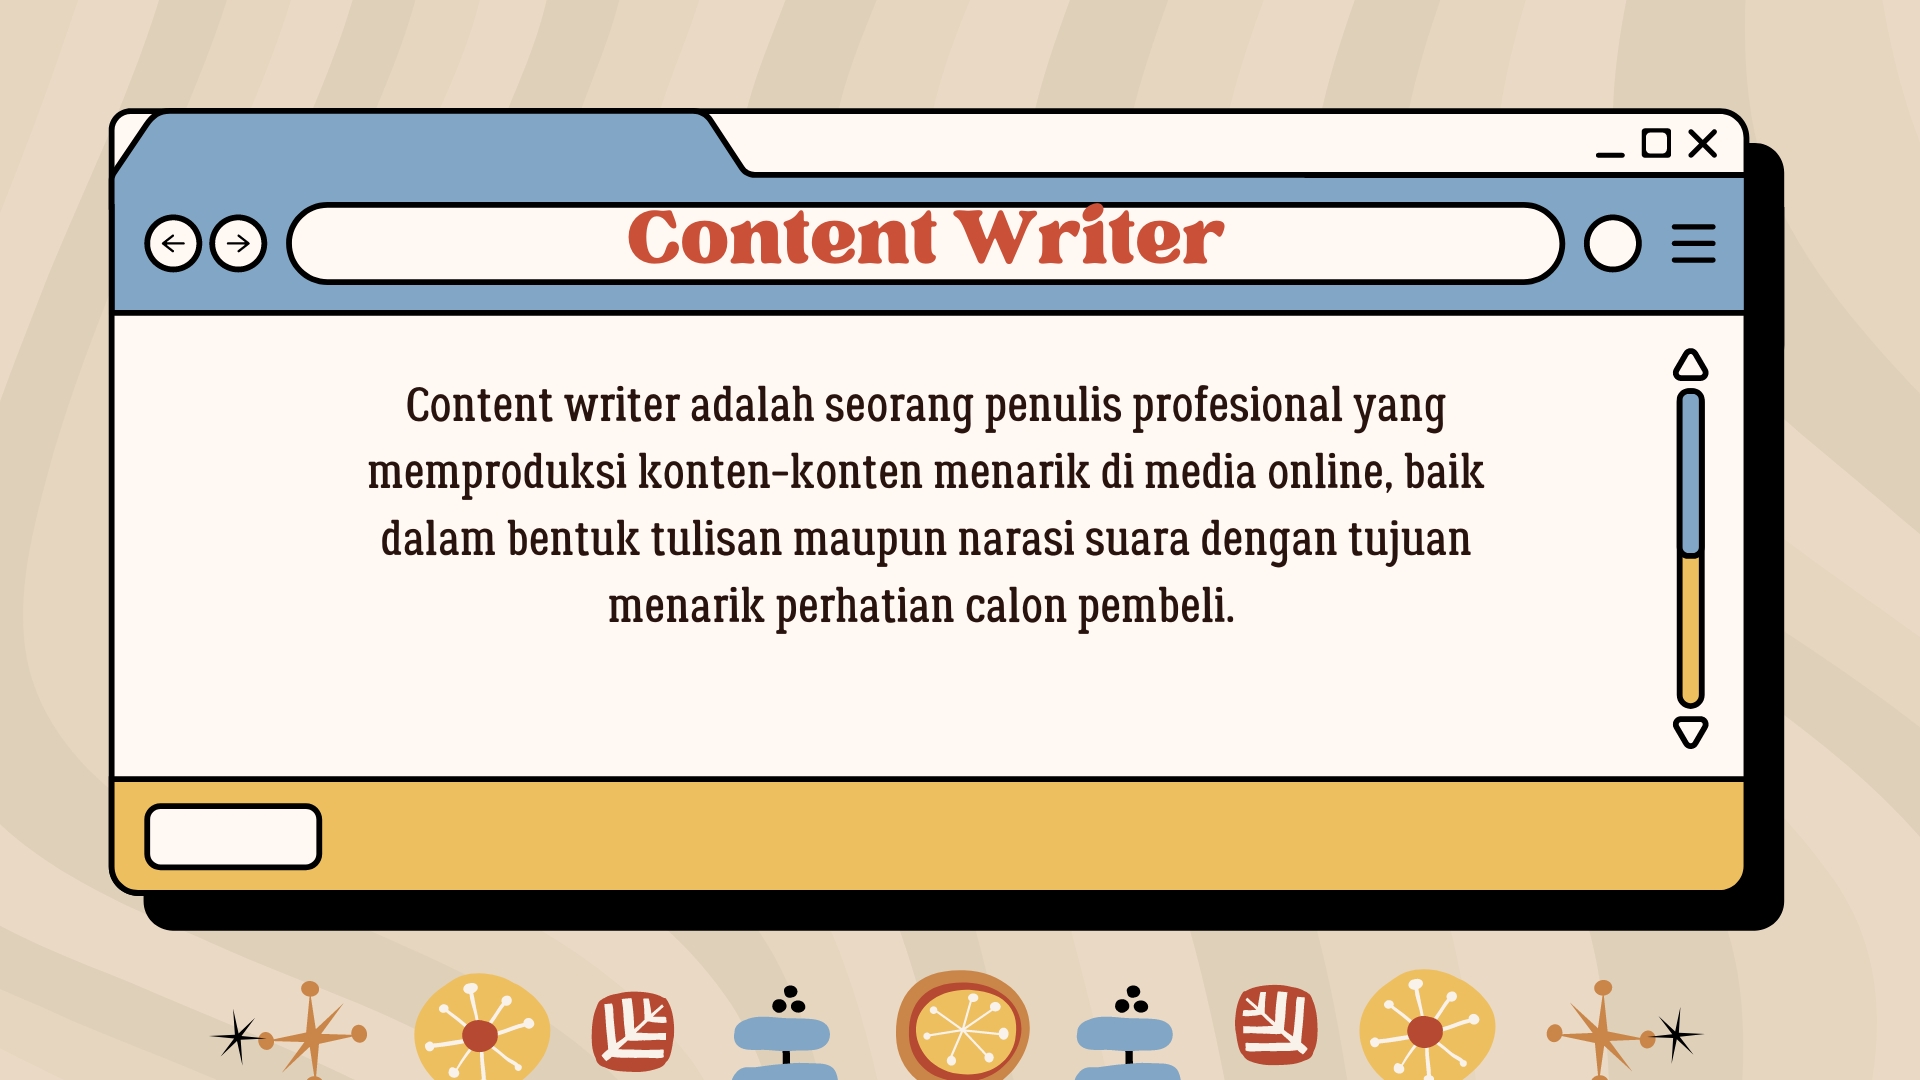 Content Writer
Content writer adalah seorang penulis profesional yang
memproduksi konten-konten menarik di media online, baik
dalam bentuk tulisan maupun narasi suara dengan tujuan
menarik perhatian calon pembeli.